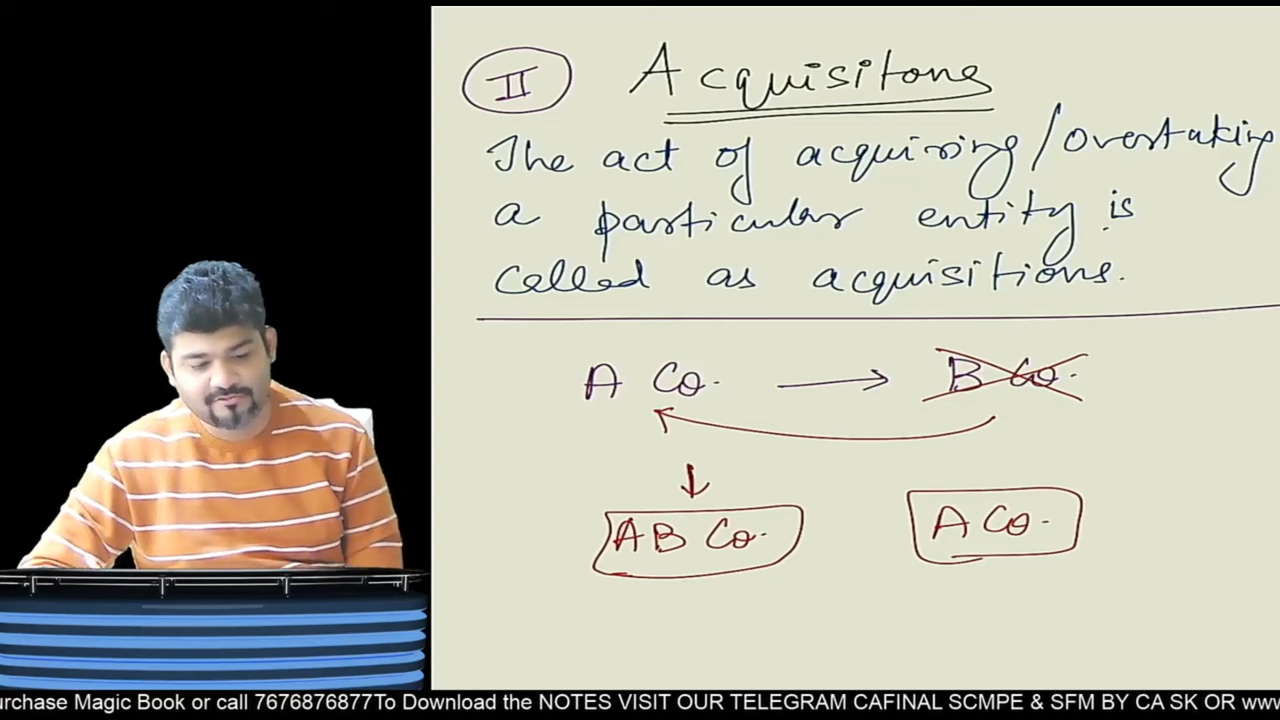 II Acquisitons
The act of acquiring/overtaking
a particular entity is
called as acquisitions.
A Co. B Co.
AB Co. A Co.
urchase Magic Book or call 7676876877To Download the NOTES VISIT OUR TELEGRAM CAFINAL SCMPE & SFM BY CA SK OR www